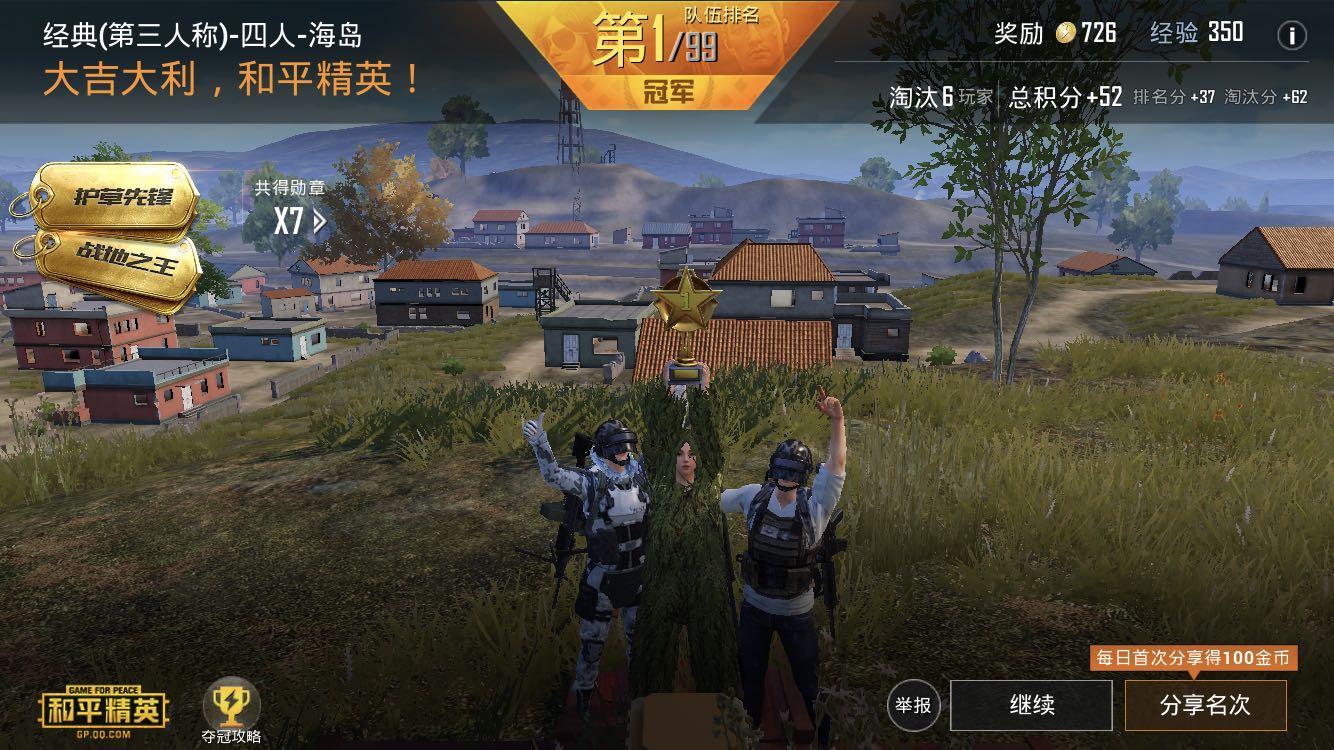 经典(第三人称)-四人-海岛
大吉大利，和平精英！
队伍排名
第1/99
冠军
奖励 726 经验 350
i
淘汰6玩家 总积分+52 排名分+37 淘汰分+62
护草先锋
战地之王
共得勋章
X7
1
每日首次分享得100金币
GAME FOR PEACE
和平精英
GP.QQ.COM
夺冠攻略
举报
继续
分享名次